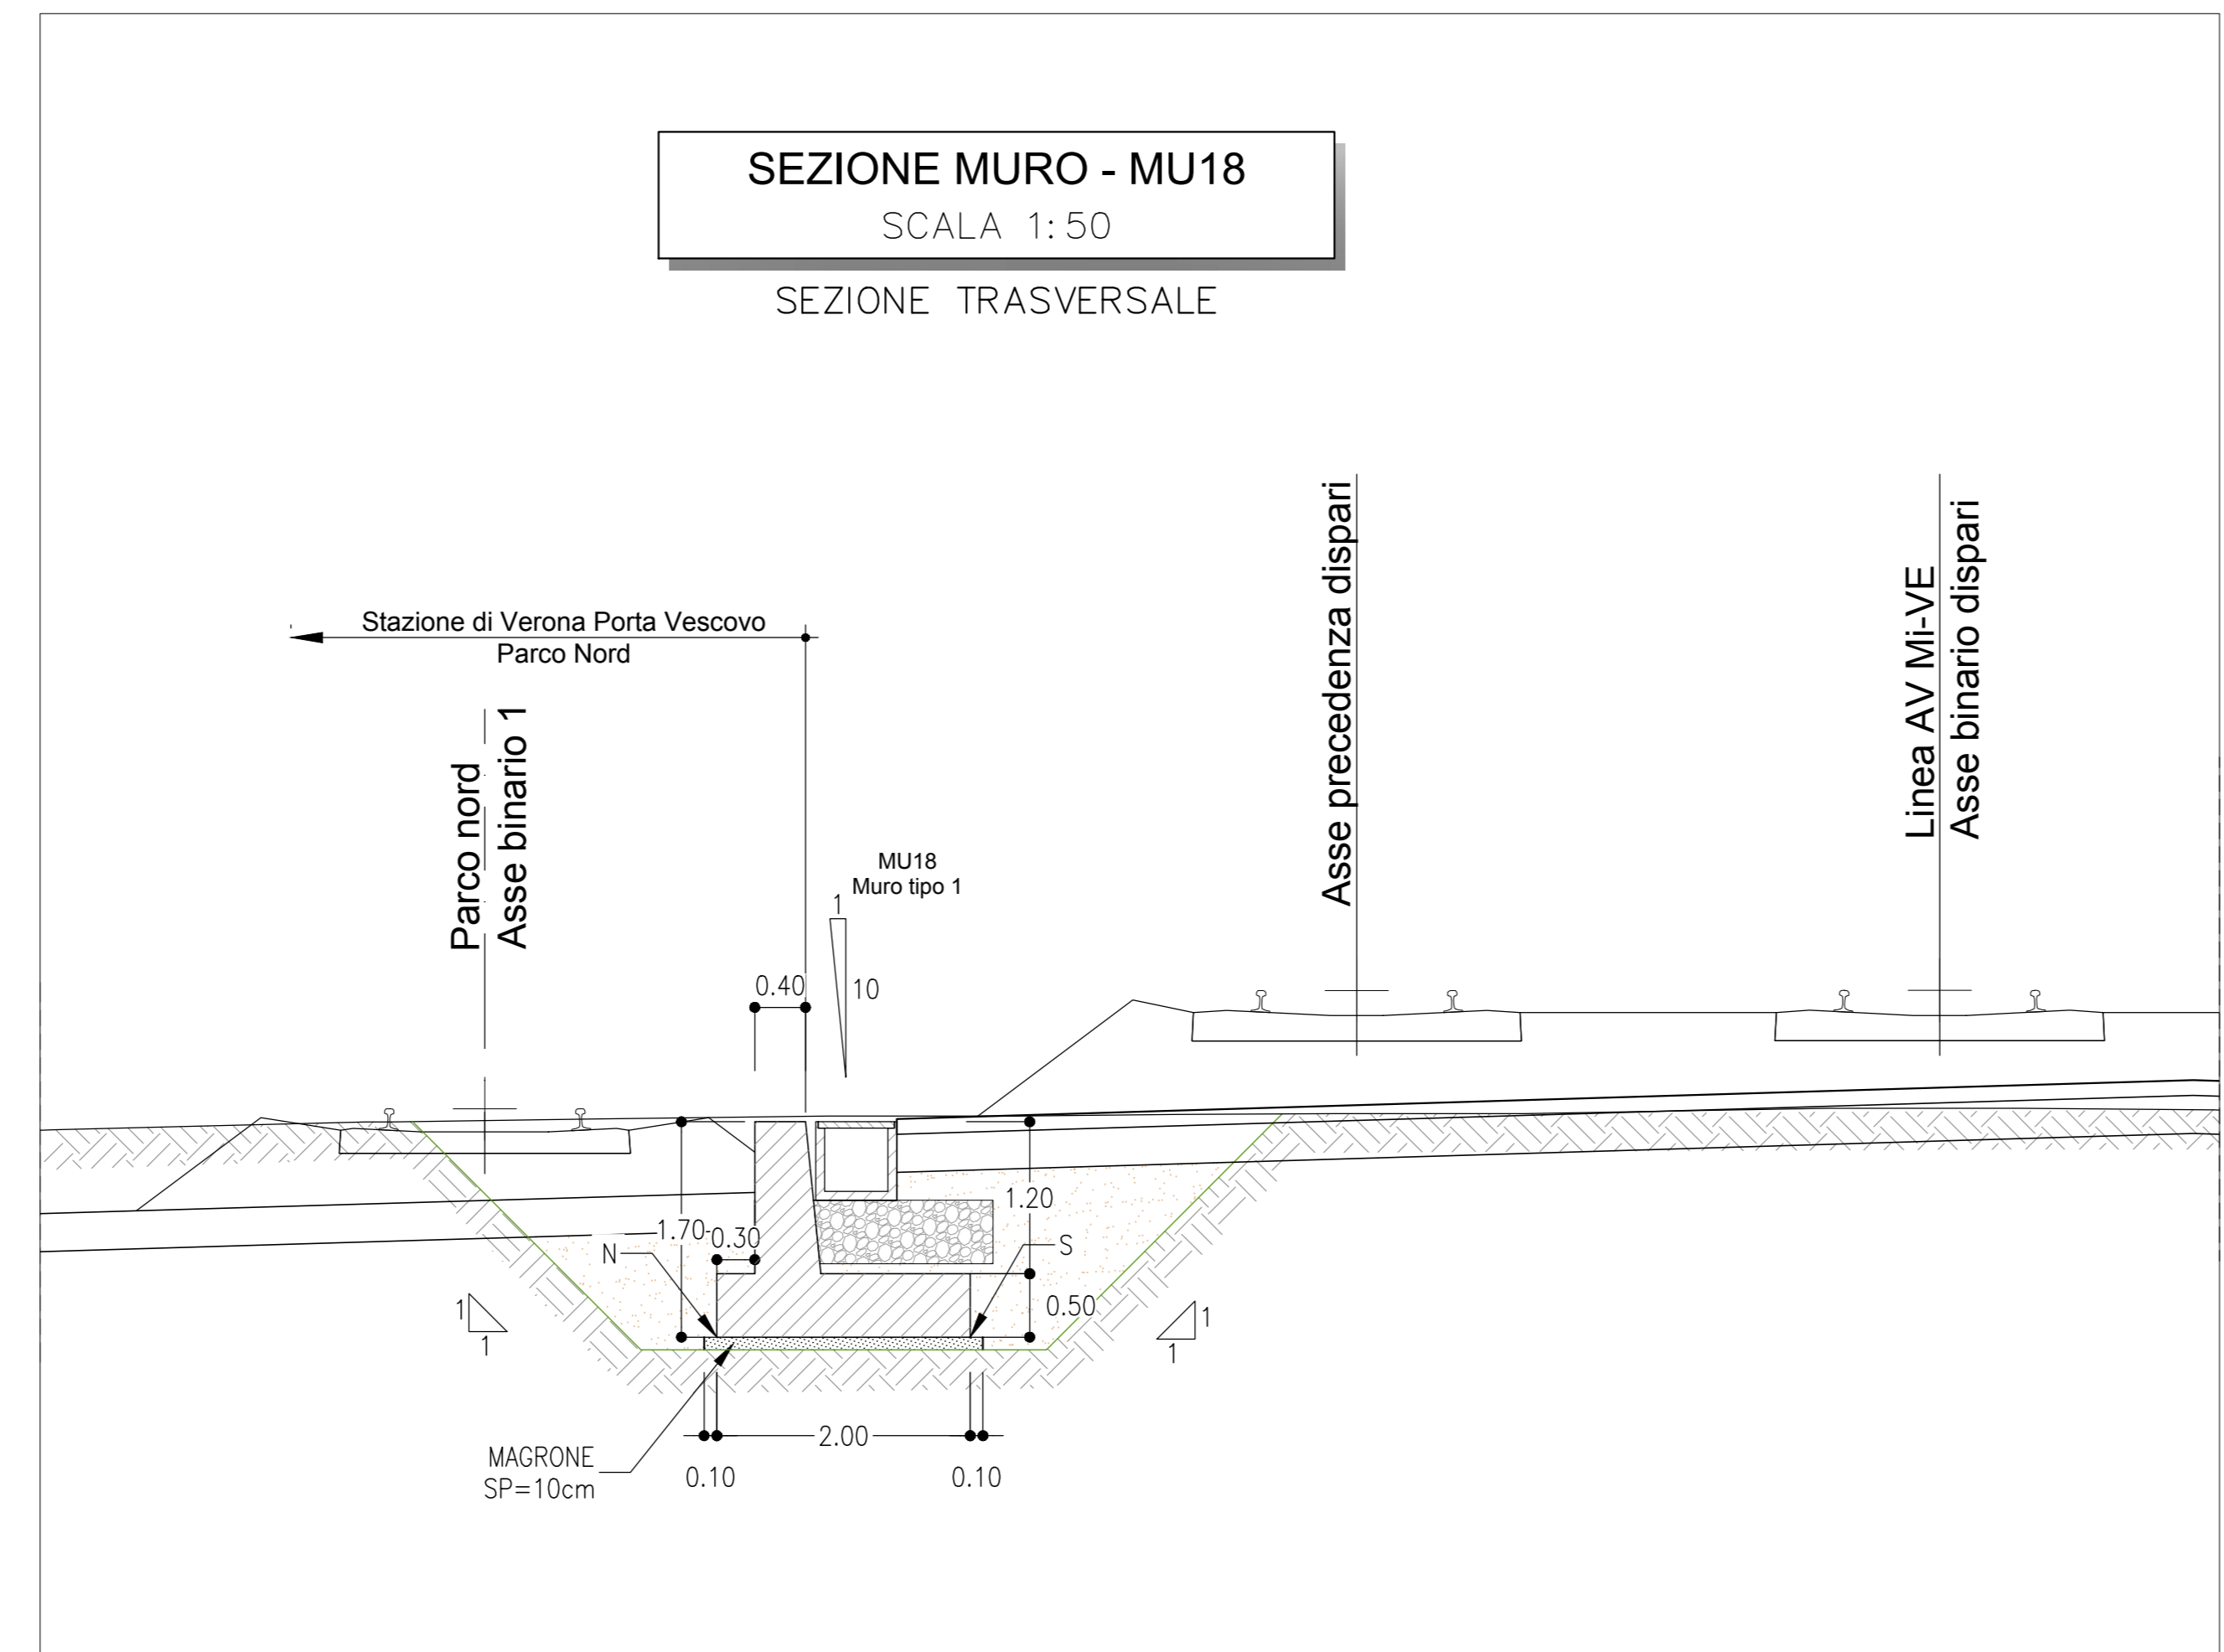 SEZIONE MURO - MU18
SCALA 1:50
SEZIONE TRASVERSALE
Stazione di Verona Porta Vescovo
Parco Nord
Parco nord
Asse binario 1
MU18
Muro tipo 1
1
10
0.40
Asse precedenza dispari
Linea AV Mi-VE
Asse binario dispari
1.70
0.30
1.20
N
S
0.50
1
1
1
1
2.00
0.10
0.10
MAGRONE
SP=10cm